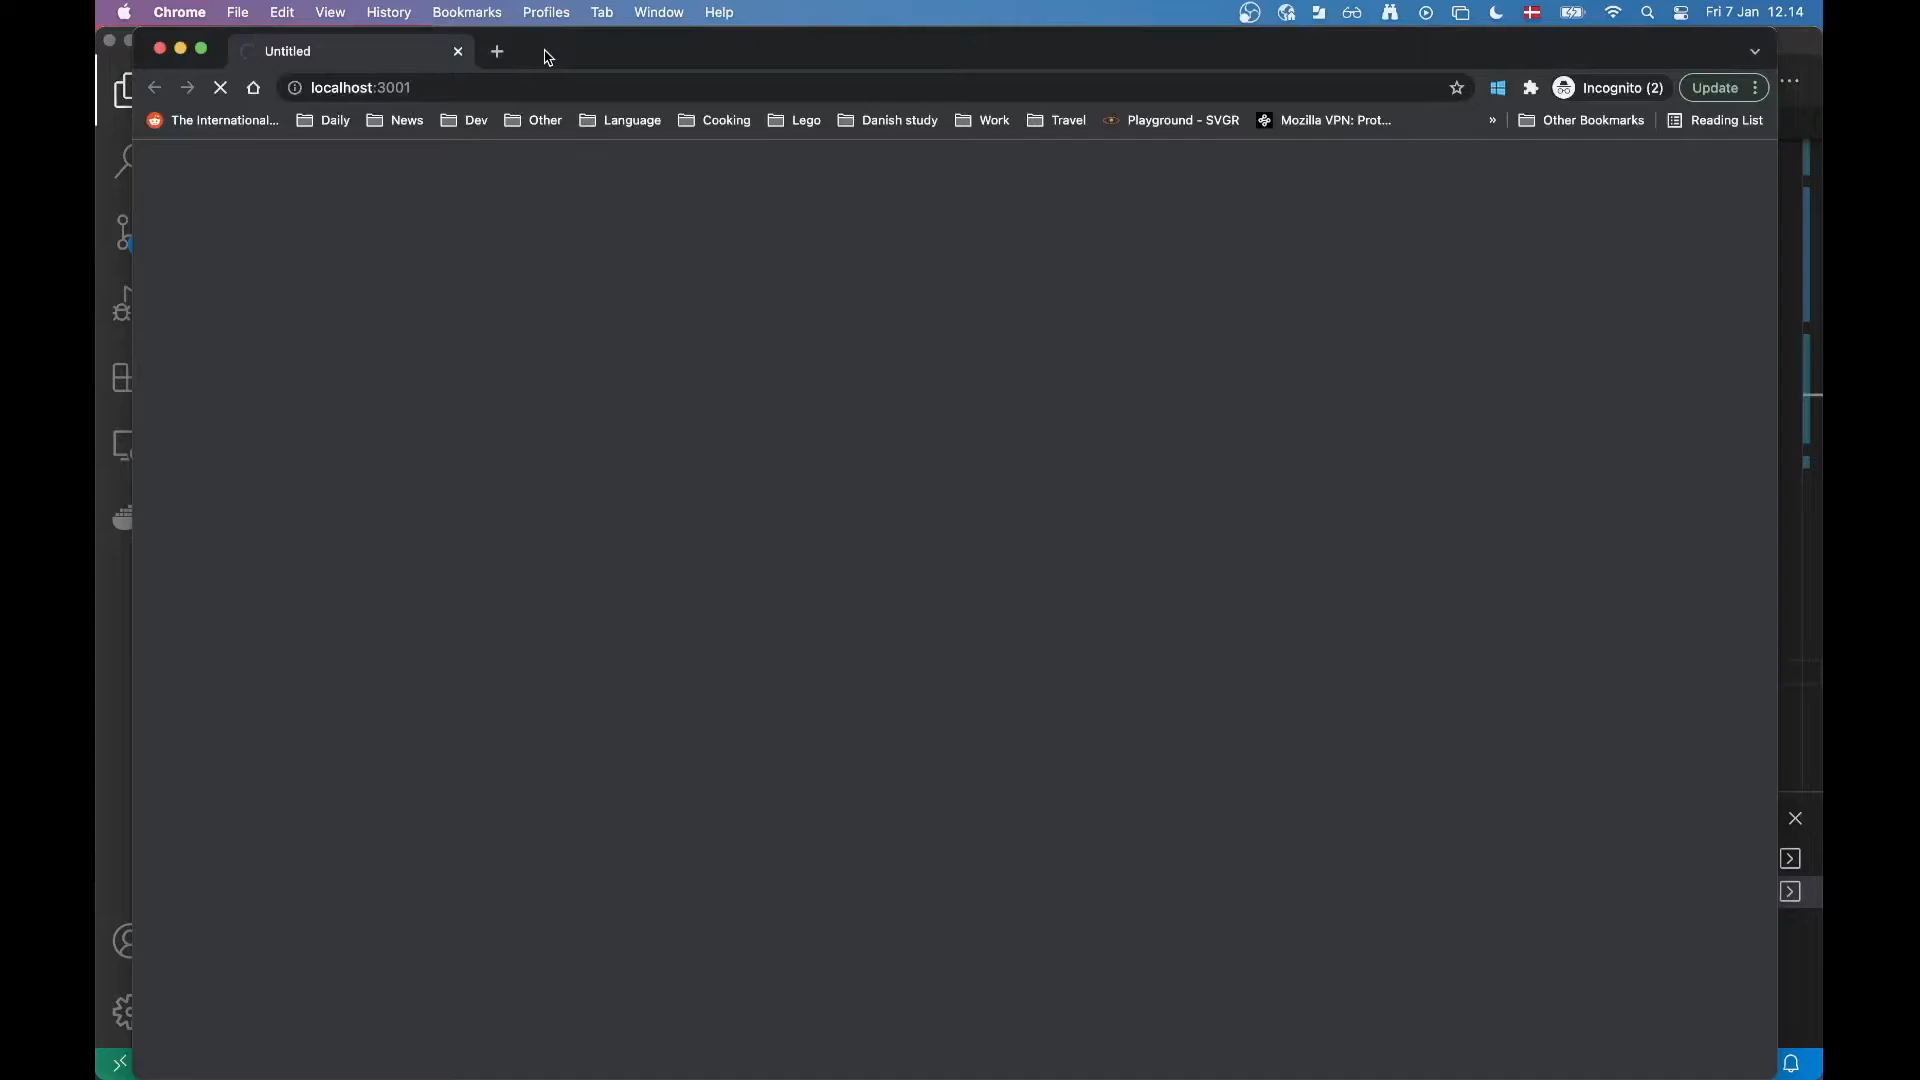 Chrome File Edit View History Bookmarks Profiles Tab Window Help Fri 7 Jan 12.14
Untitled
localhost:3001 Incognito (2) Update
The International... Daily News Dev Other Language Cooking Lego Danish study Work Travel Playground - SVGR Mozilla VPN: Prot... » Other Bookmarks Reading List